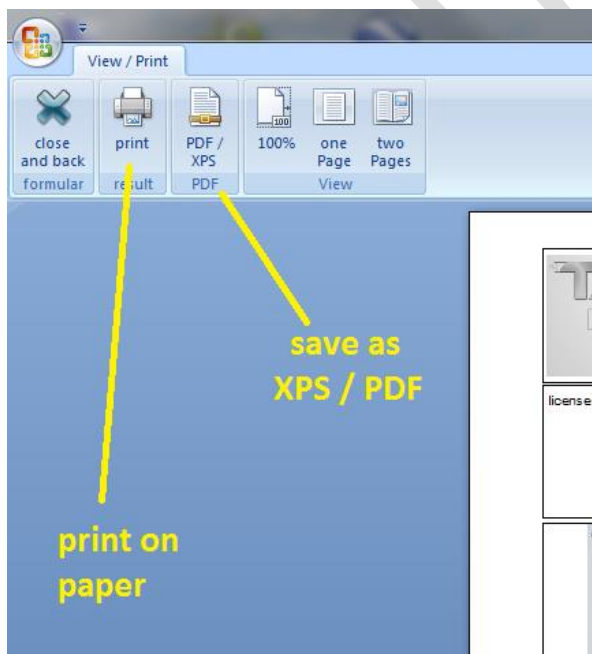 View / Print
close
and back
print
PDF /
XPS
100%
one
Page
two
Pages
formular
result
PDF
View
save as
XPS / PDF
license
print on
paper